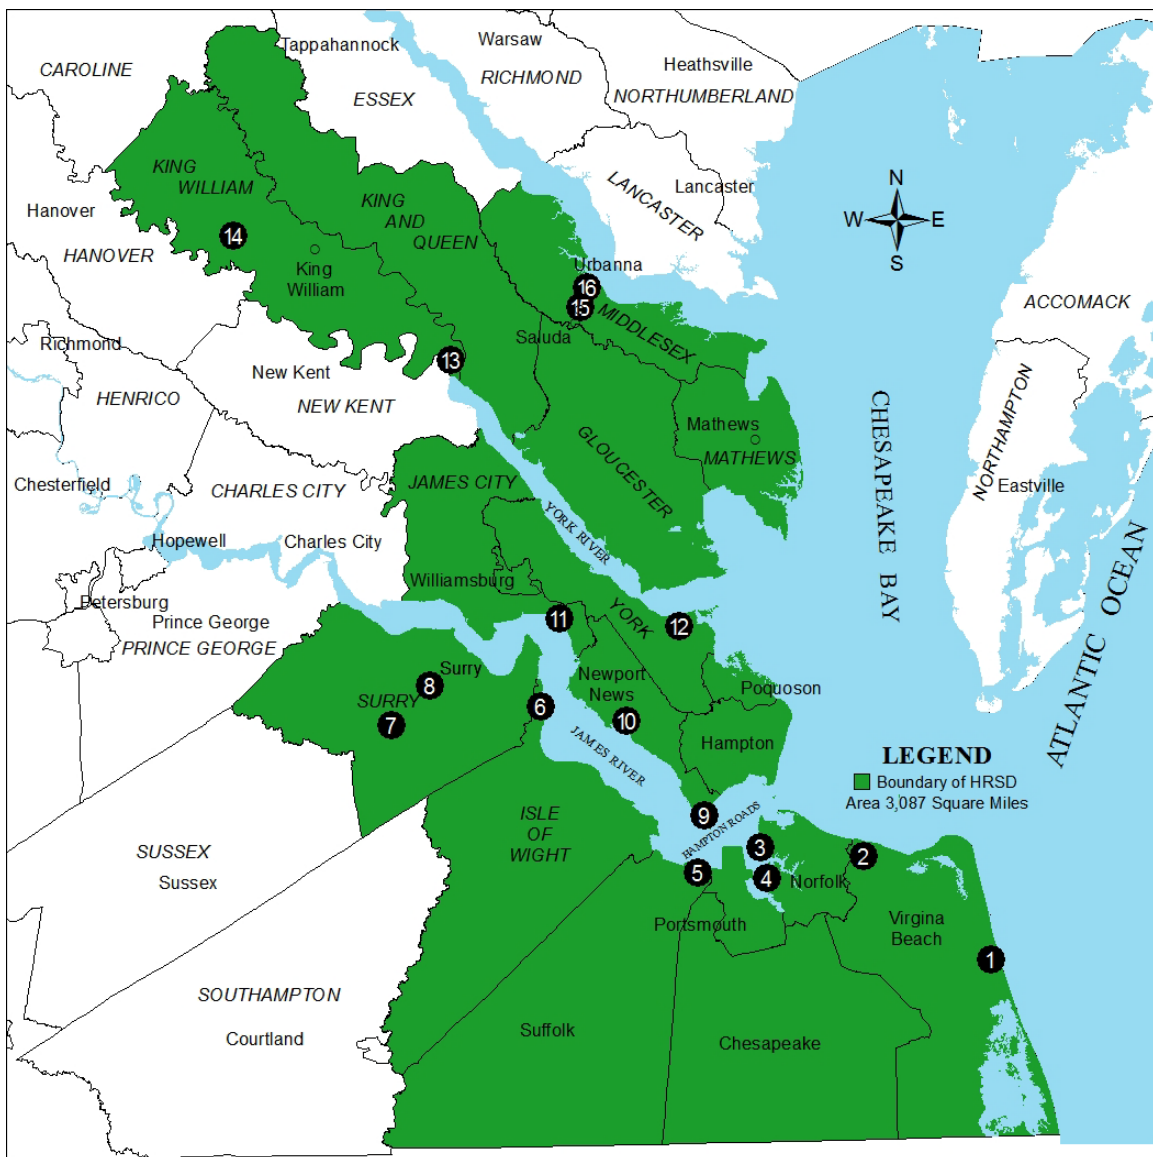 Tappahannock
Warsaw
RICHMOND
Heathsville
NORTHUMBERLAND
CAROLINE
ESSEX
KING
WILLIAM
KING
AND
QUEEN
LANCASTER
Lancaster
N
W
E
S
Hanover
HANOVER
14
King
William
Urbanna
16
15
MIDDLESEX
Saluda
ACCOMACK
Richmond
13
New Kent
NEW KENT
HENRICO
Mathews
MATHEWS
GLOUCESTER
CHESAPEAKE BAY
NORTHAMPTON
Eastville
Chesterfield
CHARLES CITY
JAMES CITY
YORK RIVER
Hopewell
Charles City
Williamsburg
ATLANTIC OCEAN
Petersburg
Prince George
PRINCE GEORGE
11
YORK
12
Surry
8
SURRY
7
6
Newport
News
10
Poquoson
JAMES RIVER
Hampton
LEGEND
Boundary of HRSD
Area 3,087 Square Miles
ISLE
OF
WIGHT
9
HAMPTON ROADS
3
2
5
4
Norfolk
SUSSEX
Sussex
Portsmouth
Virgina
Beach
1
SOUTHAMPTON
Courtland
Suffolk
Chesapeake